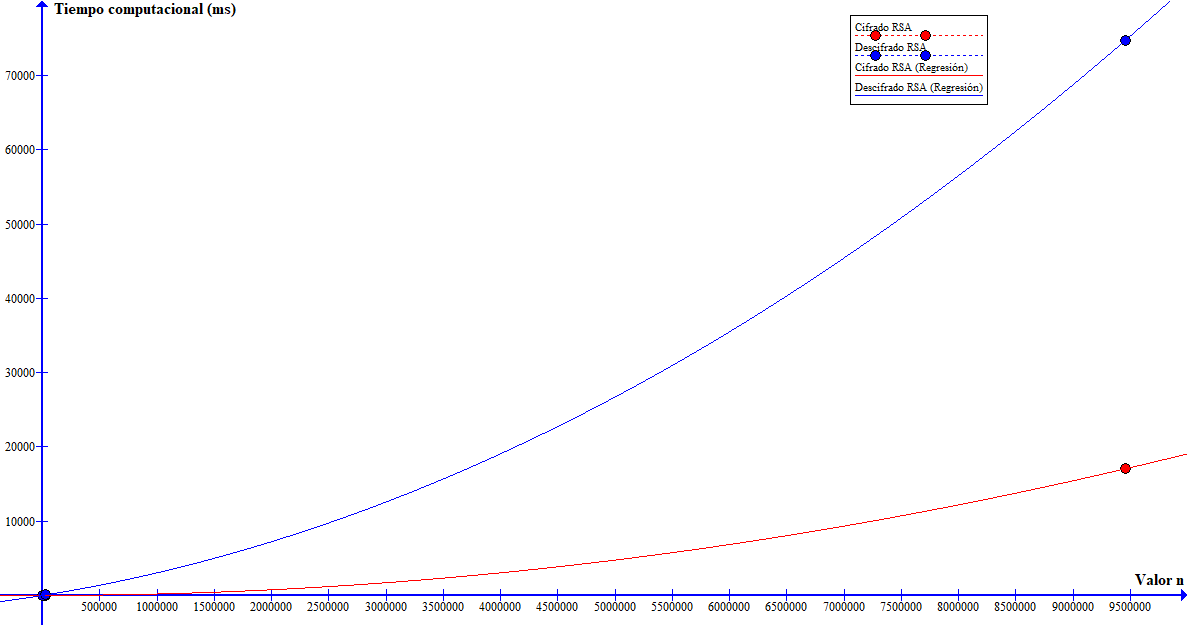 Tiempo computacional (ms)
Cifrado RSA
Descifrado RSA
Cifrado RSA (Regresión)
Descifrado RSA (Regresión)
70000
60000
50000
40000
30000
20000
10000
Valor n
500000 1000000 1500000 2000000 2500000 3000000 3500000 4000000 4500000 5000000 5500000 6000000 6500000 7000000 7500000 8000000 8500000 9000000 9500000